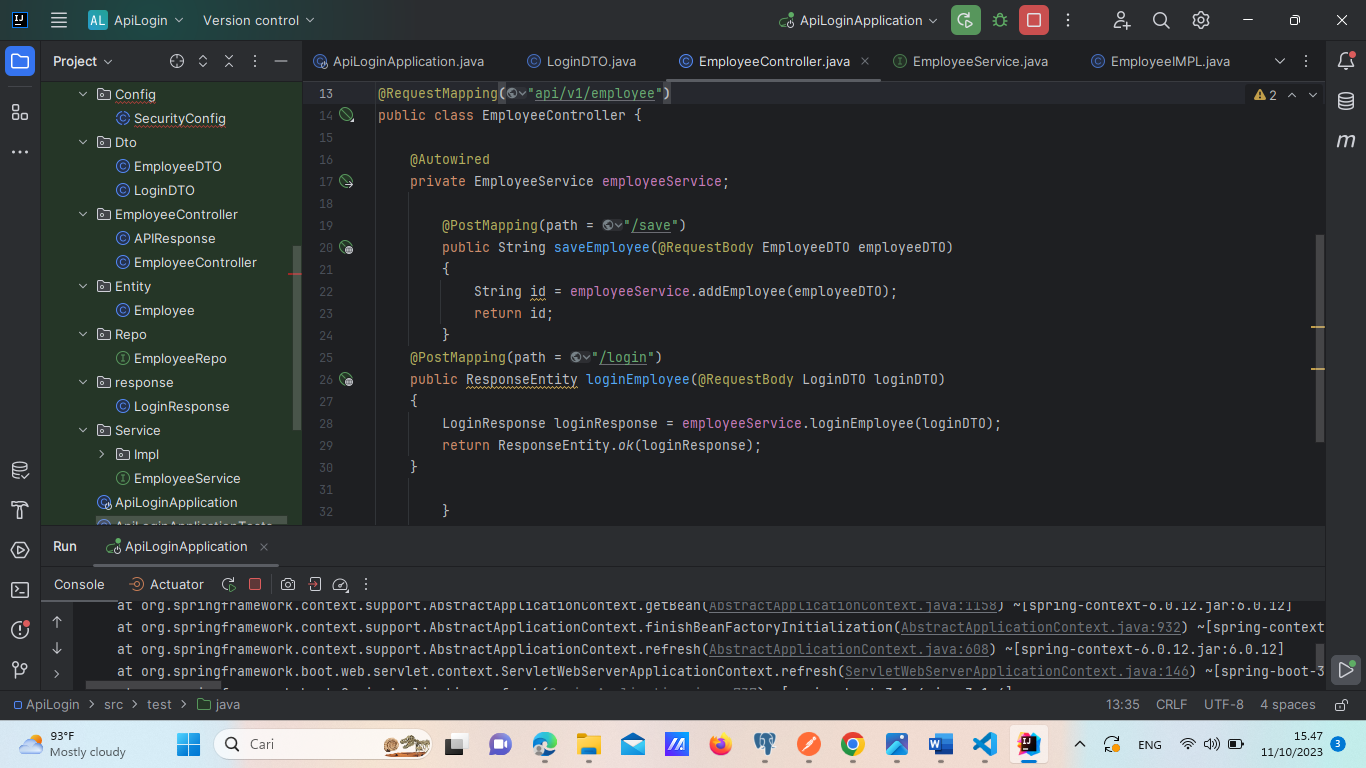 AL ApiLogin Version control ApiLoginApplication
Project
ApiLoginApplication.java LoginDTO.java EmployeeController.java EmployeeService.java EmployeeIMPL.java
Config
SecurityConfig
Dto
EmployeeDTO
LoginDTO
EmployeeController
APIResponse
EmployeeController
Entity
Employee
Repo
EmployeeRepo
response
LoginResponse
Service
Impl
EmployeeService
ApiLoginApplication
ApiLoginApplicationTests
2
13 @RequestMapping("api/v1/employee")
14 public class EmployeeController {
15
16 @Autowired
17 private EmployeeService employeeService;
18
19 @PostMapping(path = "/save")
20 public String saveEmployee(@RequestBody EmployeeDTO employeeDTO)
21 {
22 String id = employeeService.addEmployee(employeeDTO);
23 return id;
24 }
25 @PostMapping(path = "/login")
26 public ResponseEntity loginEmployee(@RequestBody LoginDTO loginDTO)
27 {
28 LoginResponse loginResponse = employeeService.loginEmployee(loginDTO);
29 return ResponseEntity.ok(loginResponse);
30 }
31
32 }
m
Run ApiLoginApplication
Console Actuator
at org.springframework.context.support.AbstractApplicationContext.getBean(AbstractApplicationContext.java:1158) ~[spring-context-6.0.12.jar:6.0.12]
at org.springframework.context.support.AbstractApplicationContext.finishBeanFactoryInitialization(AbstractApplicationContext.java:932) ~[spring-context
at org.springframework.context.support.AbstractApplicationContext.refresh(AbstractApplicationContext.java:608) ~[spring-context-6.0.12.jar:6.0.12]
at org.springframework.boot.web.servlet.context.ServletWebServerApplicationContext.refresh(ServletWebServerApplicationContext.java:146) ~[spring-boot-3
ApiLogin > src > test > java 13:35 CRLF UTF-8 4 spaces
93°F
Mostly cloudy
Cari
ENG
15.47
11/10/2023
3